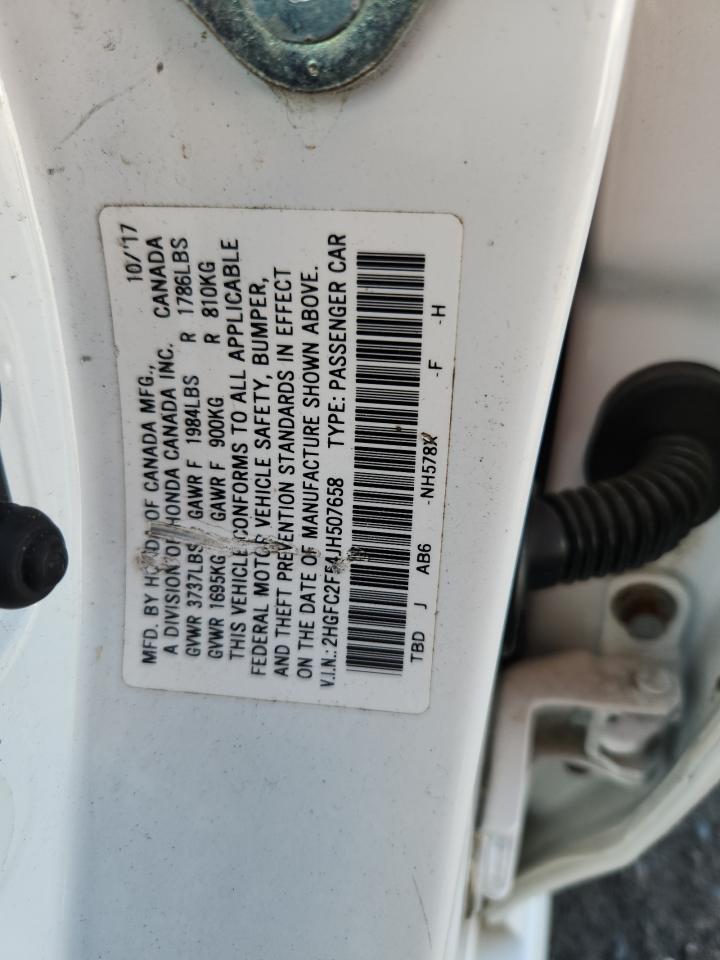 MFD. BY HONDA OF CANADA MFG., 10/'17
A DIVISION OF HONDA CANADA INC. CANADA
GVWR 3737LBS GAWR F 1984LBS R 1786LBS
GVWR 1695KG GAWR F 900KG R 810KG
THIS VEHICLE CONFORMS TO ALL APPLICABLE
FEDERAL MOTOR VEHICLE SAFETY, BUMPER,
AND THEFT PREVENTION STANDARDS IN EFFECT
ON THE DATE OF MANUFACTURE SHOWN ABOVE.
V.I.N.: TYPE: PASSENGER CAR
TBD J AB6 -NH578X -F -H